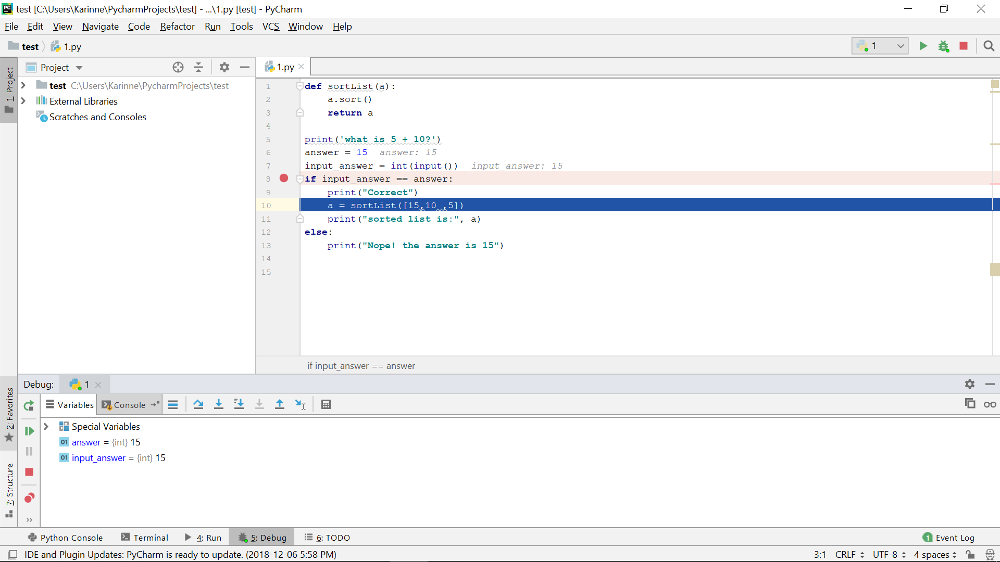 test [C:\Users\Karinne\PycharmProjects\test] - ...\1.py [test] - PyCharm
File Edit View Navigate Code Refactor Run Tools VCS Window Help
test 1.py
1
Project
1.py
1: Project
test C:\Users\Karinne\PycharmProjects\test
External Libraries
Scratches and Consoles
1 def sortList(a):
2 a.sort()
3 return a
4
5 print('what is 5 + 10?')
6 answer = 15 answer: 15
7 input_answer = int(input()) input_answer: 15
8 if input_answer == answer:
9 print("Correct")
10 a = sortList([15,10 ,5])
11 print("sorted list is:", a)
12 else:
13 print("Nope! the answer is 15")
14
15
if input_answer == answer
Debug: 1
2: Favorites
7: Structure
Variables Console
Special Variables
01 answer = {int} 15
01 input_answer = {int} 15
Python Console Terminal 4: Run 5: Debug 6: TODO 1 Event Log
IDE and Plugin Updates: PyCharm is ready to update. (2018-12-06 5:58 PM) 3:1 CRLF UTF-8 4 spaces